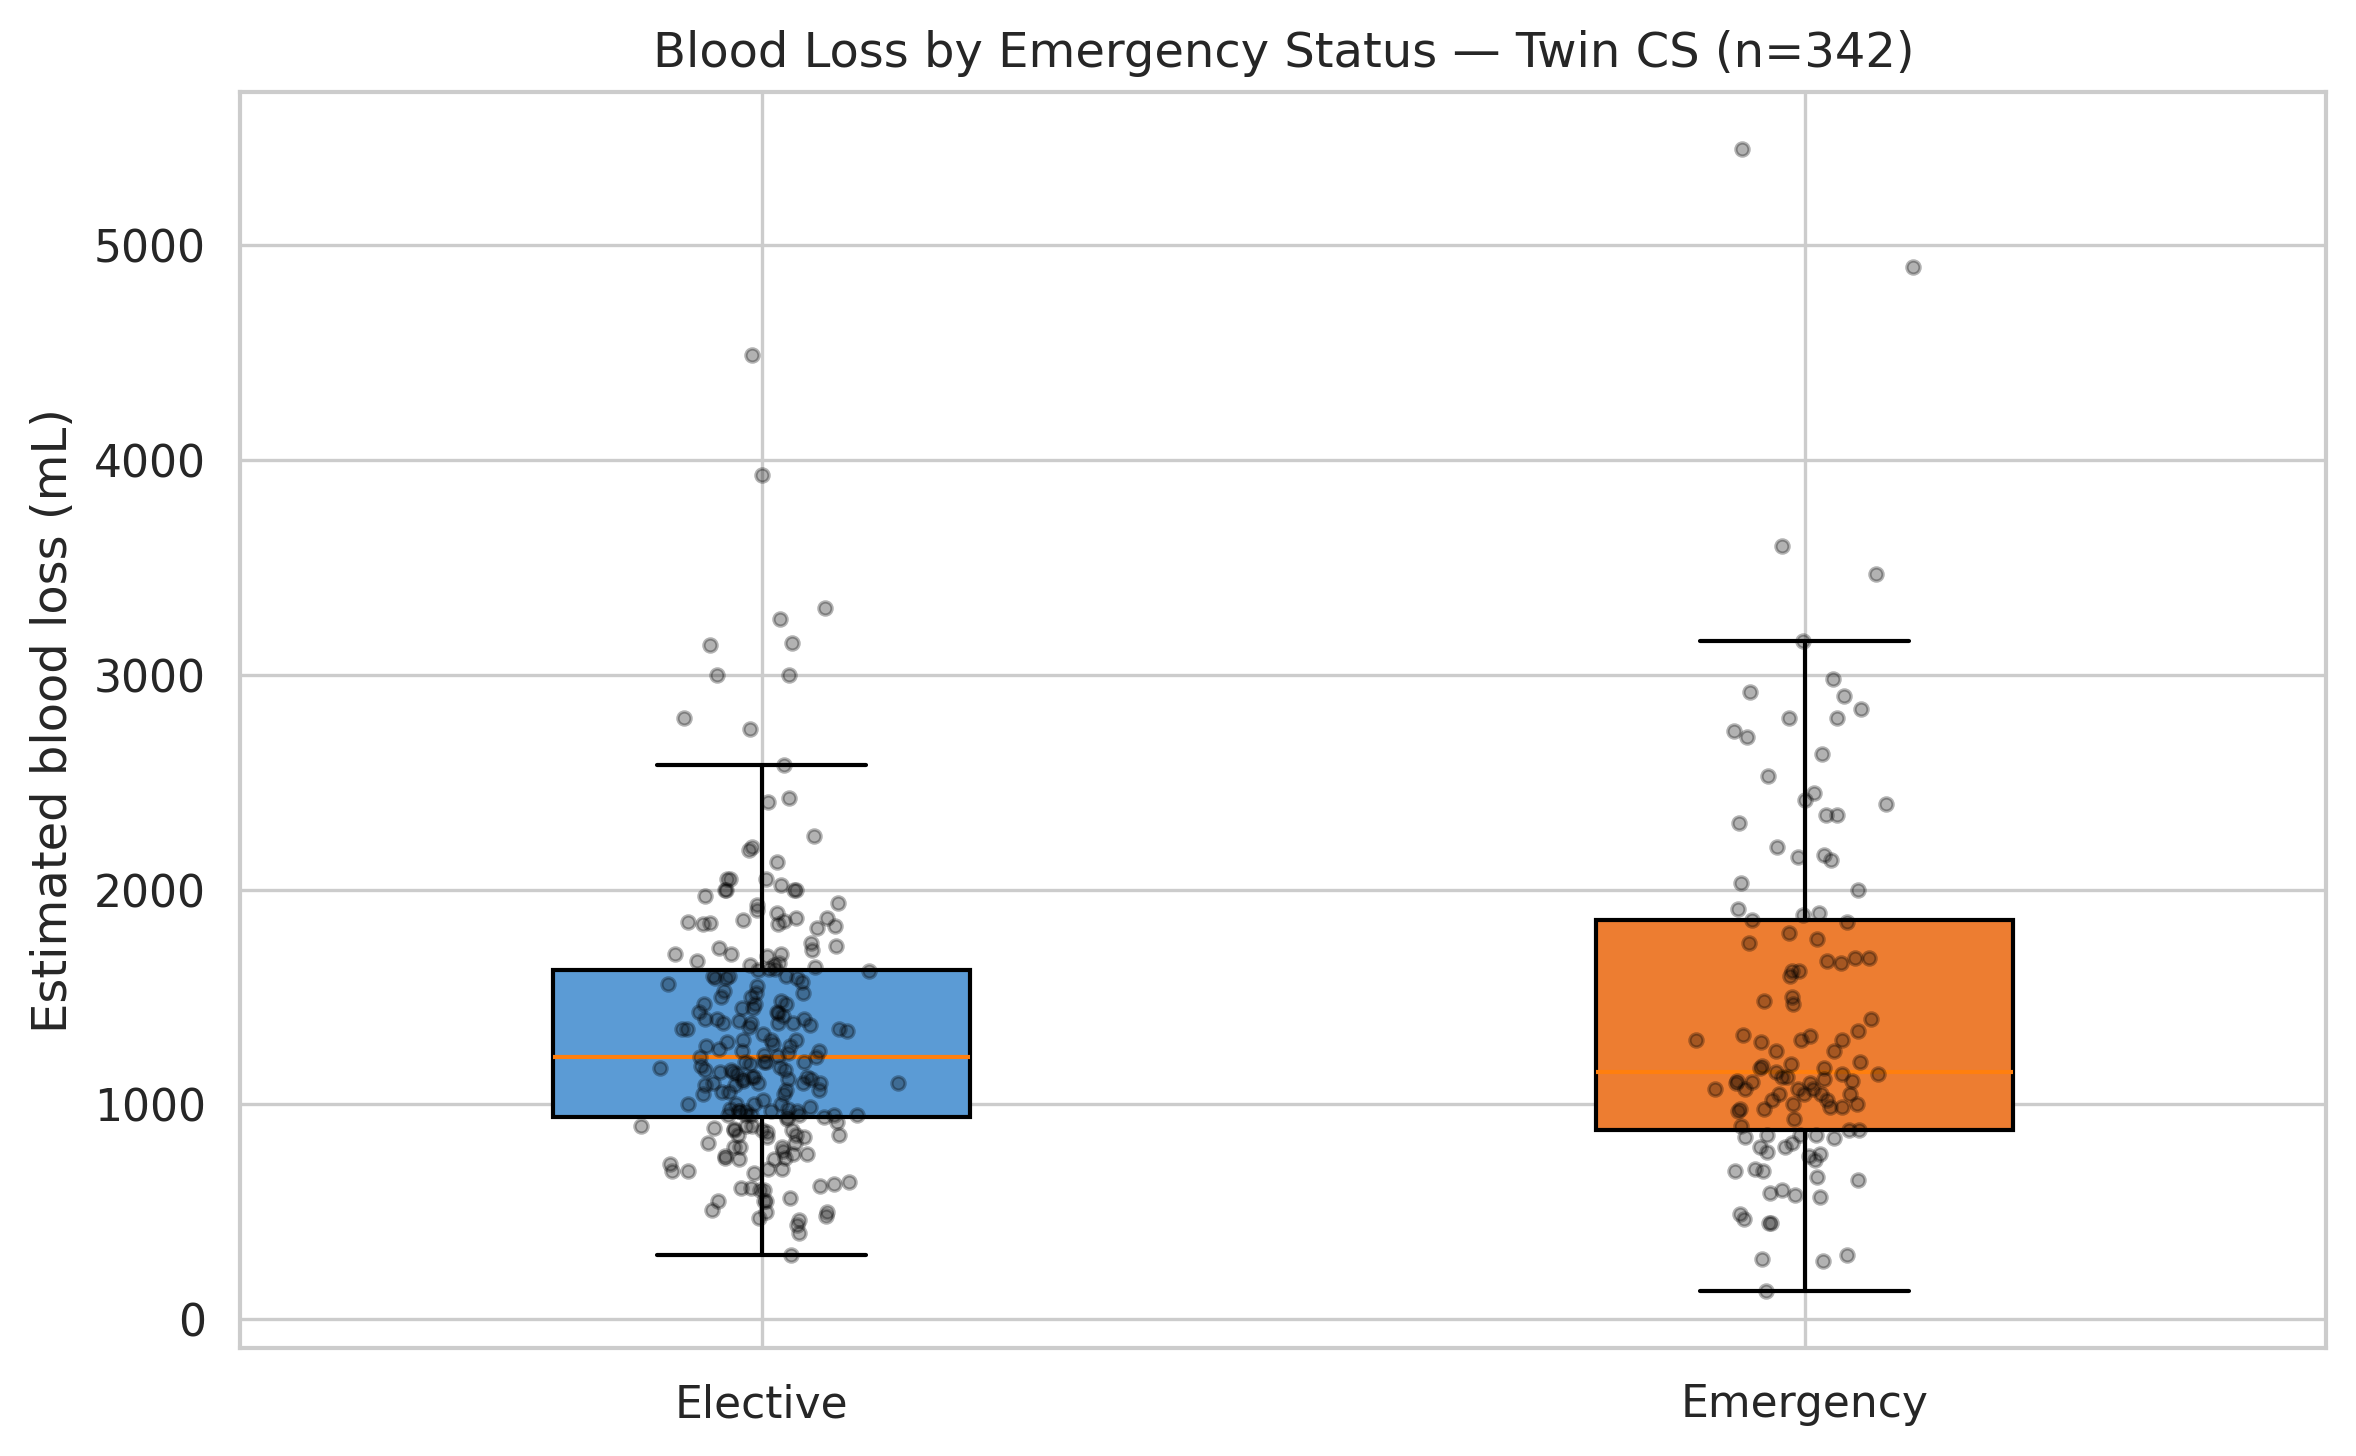 Blood Loss by Emergency Status — Twin CS (n=342)
Estimated blood loss (mL)
5000
4000
3000
2000
1000
0
Elective
Emergency